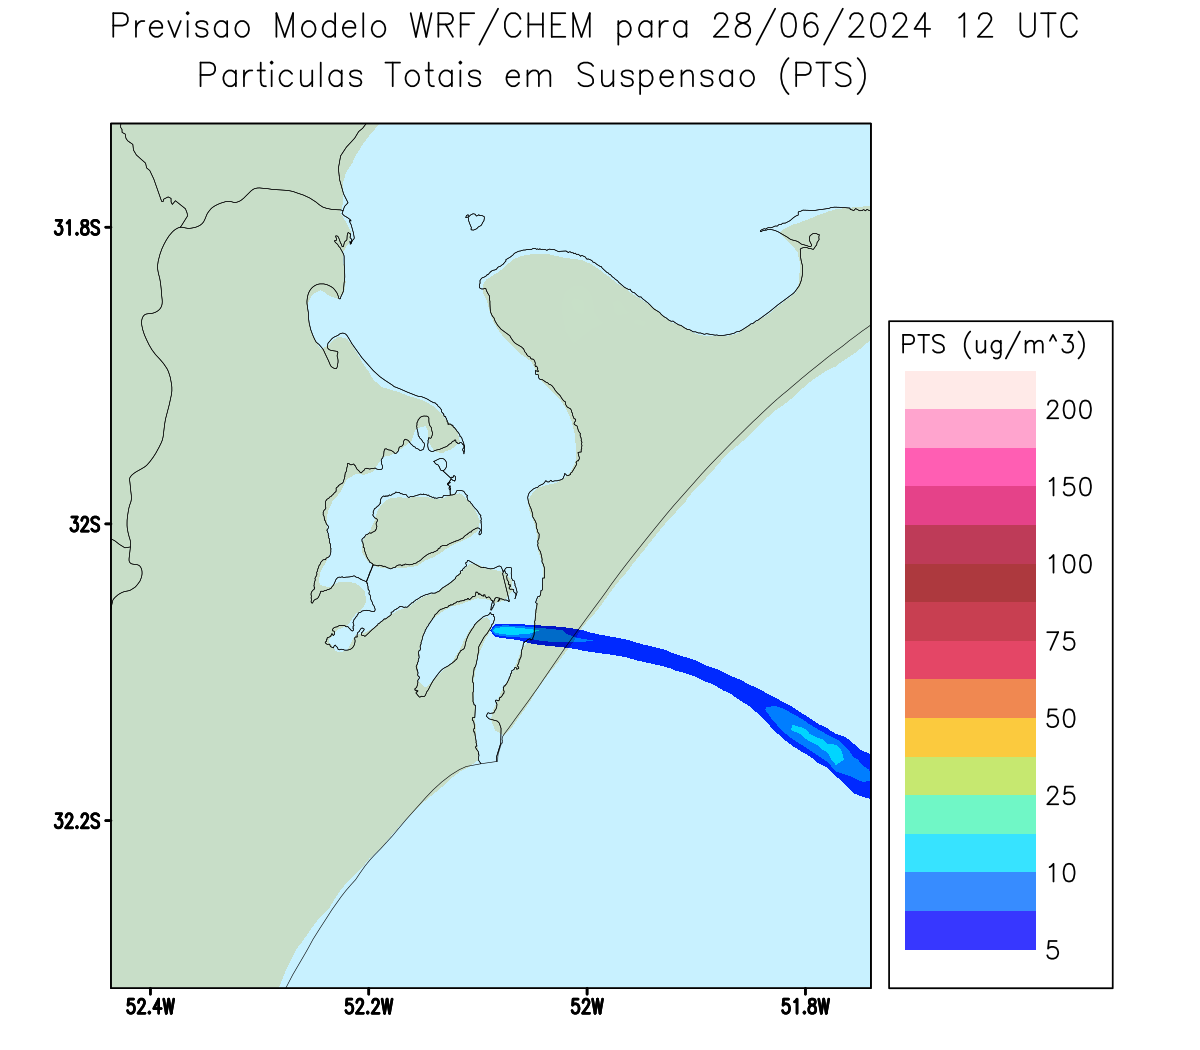 Previsao Modelo WRF/CHEM para 28/06/2024 12 UTC
Particulas Totais em Suspensao (PTS)
31.8S
32S
32.2S
52.4W
52.2W
52W
51.8W
PTS (ug/m^3)
200
150
100
75
50
25
10
5